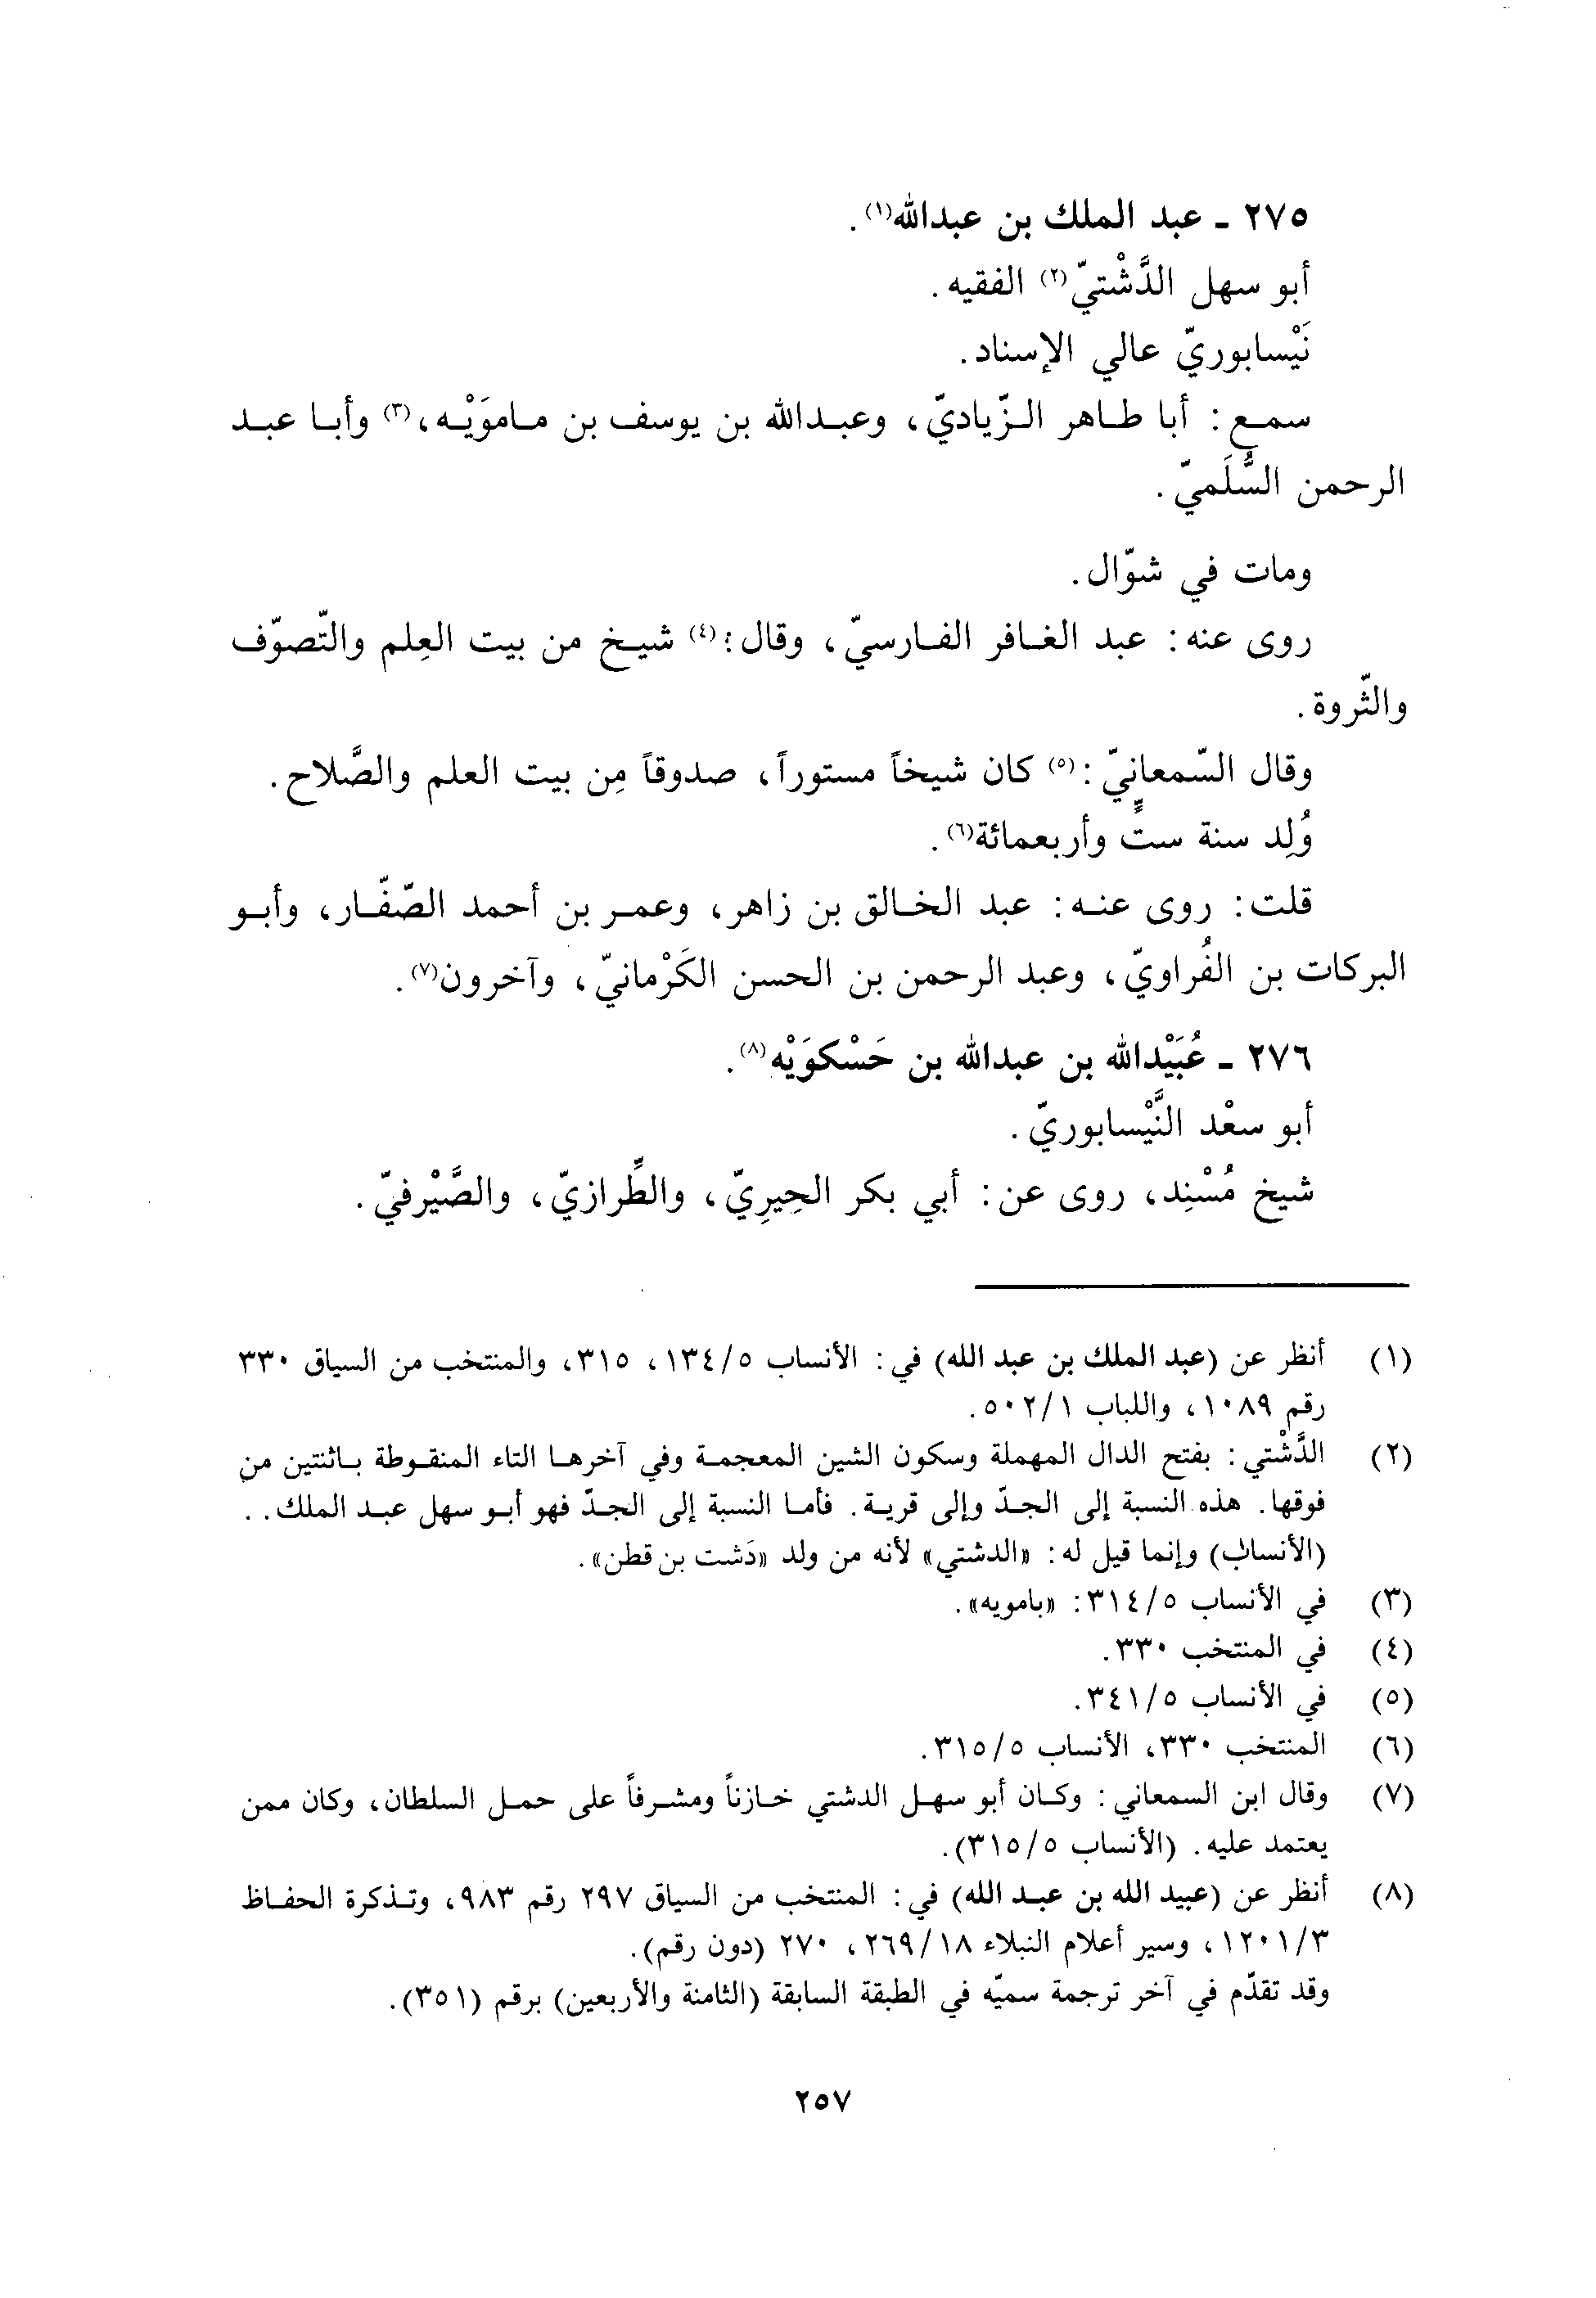 ٢٧٥ - عبد الملك بن عبدالله(١).
أبو سهل الدَّشْتيّ(٢) الفقيه.
نَيْسابوريّ عالي الإسناد.
سمع: أبا طاهر الزّياديّ، وعبدالله بن يوسف بن مامَوَيْه،(٣) وأبا عبد
الرحمن السُّلَميّ.
ومات في شوّال.
روى عنه: عبد الغافر الفارسيّ، وقال:(٤) شيخ من بيت العِلم والتّصوّف
والثّروة.
وقال السّمعانيّ:(٥) كان شيخاً مستوراً، صدوقاً مِن بيت العلم والصَّلاح.
وُلِد سنة ستٍّ وأربعمائة(٦).
قلت: روى عنه: عبد الخالق بن زاهر، وعمر بن أحمد الصّفّار، وأبو
البركات بن الفُراويّ، وعبد الرحمن بن الحسن الكَرْمانيّ، وآخرون(٧).
٢٧٦ - عُبَيْدالله بن عبدالله بن حَسْكوَيْه(٨).
أبو سعْد النَّيْسابوريّ.
شيخ مُسْنِد، روى عن: أبي بكر الحِيرِيّ، والطِّرازيّ، والصَّيْرفيّ.
(١) أنظر عن (عبد الملك بن عبد الله) في: الأنساب ١٣٤/٥، ٣١٥، والمنتخب من السياق ٣٣٠
رقم ١٠٨٩، واللباب ٥٠٢/١.
(٢) الدَّشْتي: بفتح الدال المهملة وسكون الشين المعجمة وفي آخرها التاء المنقوطة باثنتين من
فوقها. هذه النسبة إلى الجدّ وإلى قرية. فأما النسبة إلى الجدّ فهو أبو سهل عبد الملك..
(الأنساب) وإنما قيل له: «الدشتي» لأنه من ولد «دَشت بن قطن».
(٣) في الأنساب ٣١٤/٥: «بامويه».
(٤) في المنتخب ٣٣٠.
(٥) في الأنساب ٣٤١/٥.
(٦) المنتخب ٣٣٠، الأنساب ٣١٥/٥.
(٧) وقال ابن السمعاني: وكان أبو سهل الدشتي خازناً ومشرفاً على حمل السلطان، وكان ممن
يعتمد عليه. (الأنساب ٣١٥/٥).
(٨) أنظر عن (عبيد الله بن عبد الله) في: المنتخب من السياق ٢٩٧ رقم ٩٨٣، وتذكرة الحفاظ
١٢٠١/٣، وسير أعلام النبلاء ٢٦٩/١٨، ٢٧٠ (دون رقم).
وقد تقدّم في آخر ترجمة سميّه في الطبقة السابقة (الثامنة والأربعين) برقم (٣٥١).
٢٥٧